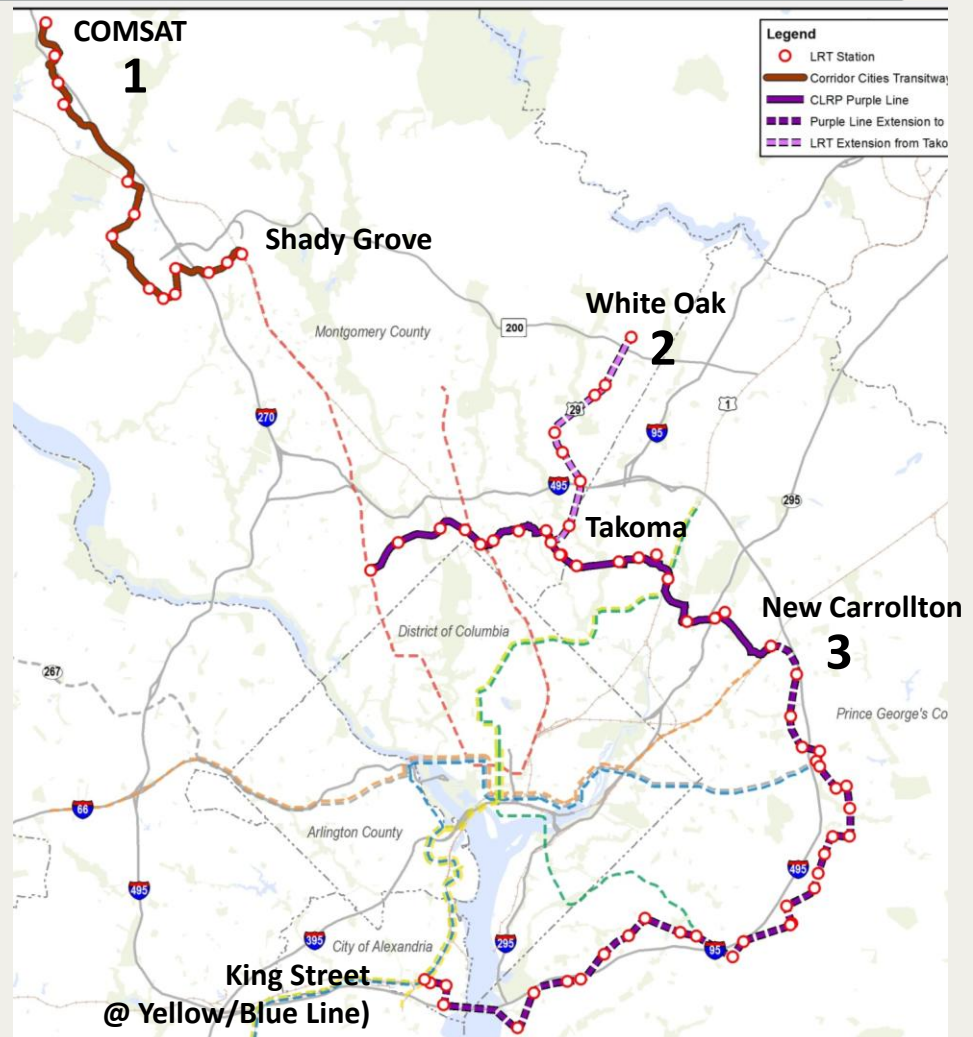 COMSAT
1
Legend
LRT Station
Corridor Cities Transitway
CLRP Purple Line
Purple Line Extension to
LRT Extension from Tako
Shady Grove
White Oak
2
Montgomery County
200
29
1
270
95
495
295
Takoma
New Carrollton
3
District of Columbia
267
Prince George's Co
66
Arlington County
495
495
395
City of Alexandria
295
95
King Street
@ Yellow/Blue Line)